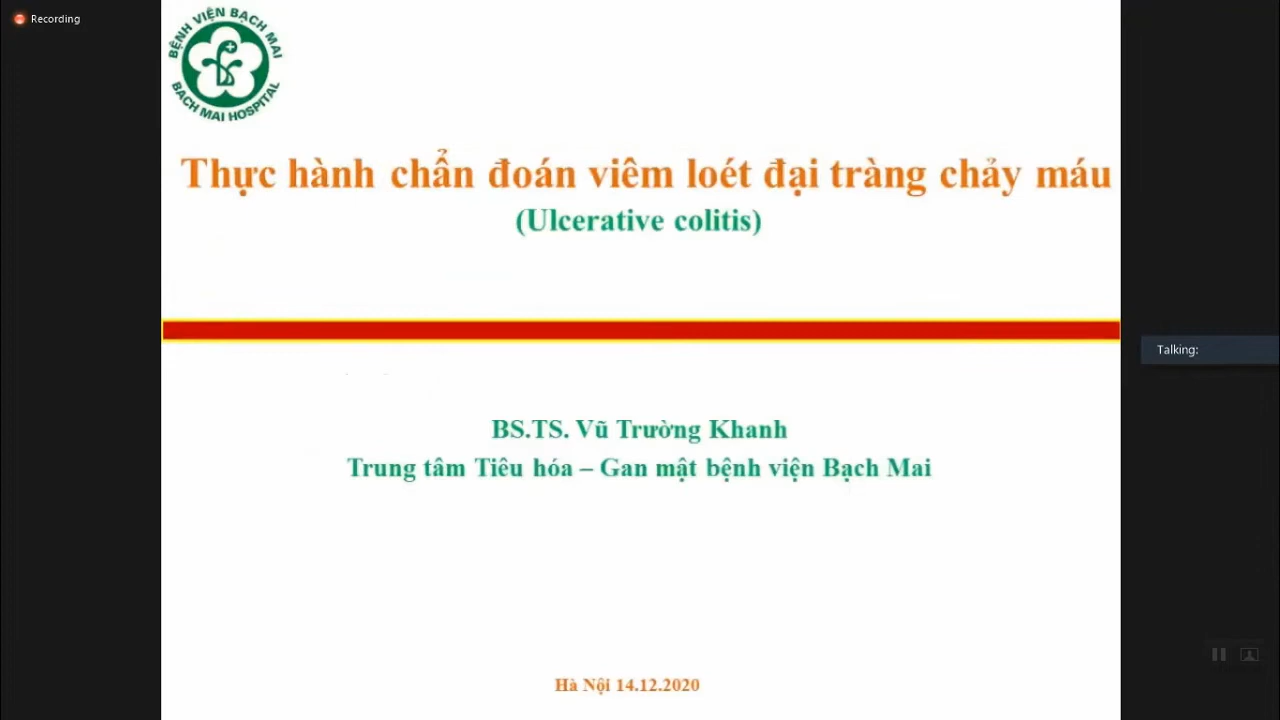 Recording
BỆNH VIỆN BẠCH MAI
BACH MAI HOSPITAL
Thực hành chẩn đoán viêm loét đại tràng chảy máu
(Ulcerative colitis)
Talking:
BS.TS. Vũ Trường Khanh
Trung tâm Tiêu hóa – Gan mật bệnh viện Bạch Mai
Hà Nội 14.12.2020